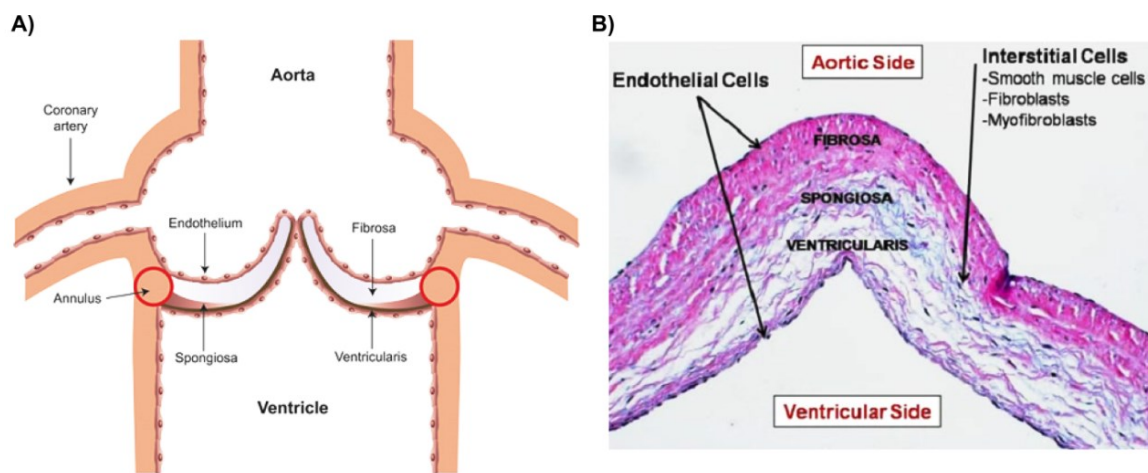 A)
Aorta
Coronary
artery
Endothelium
Fibrosa
Annulus
Spongiosa
Ventricularis
Ventricle
B)
Aortic Side
Interstitial Cells
-Smooth muscle cells
-Fibroblasts
-Myofibroblasts
Endothelial Cells
FIBROSA
SPONGIOSA
VENTRICULARIS
Ventricular Side